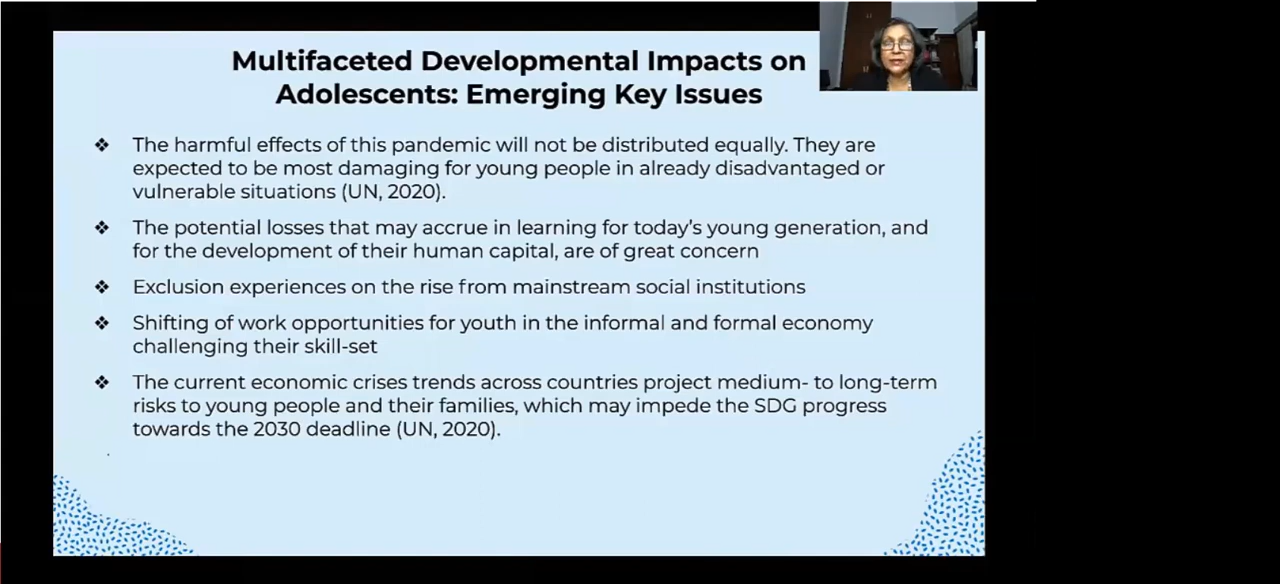 Multifaceted Developmental Impacts on
Adolescents: Emerging Key Issues
❖ The harmful effects of this pandemic will not be distributed equally. They are
expected to be most damaging for young people in already disadvantaged or
vulnerable situations (UN, 2020).
❖ The potential losses that may accrue in learning for today's young generation, and
for the development of their human capital, are of great concern
❖ Exclusion experiences on the rise from mainstream social institutions
❖ Shifting of work opportunities for youth in the informal and formal economy
challenging their skill-set
❖ The current economic crises trends across countries project medium- to long-term
risks to young people and their families, which may impede the SDG progress
towards the 2030 deadline (UN, 2020).